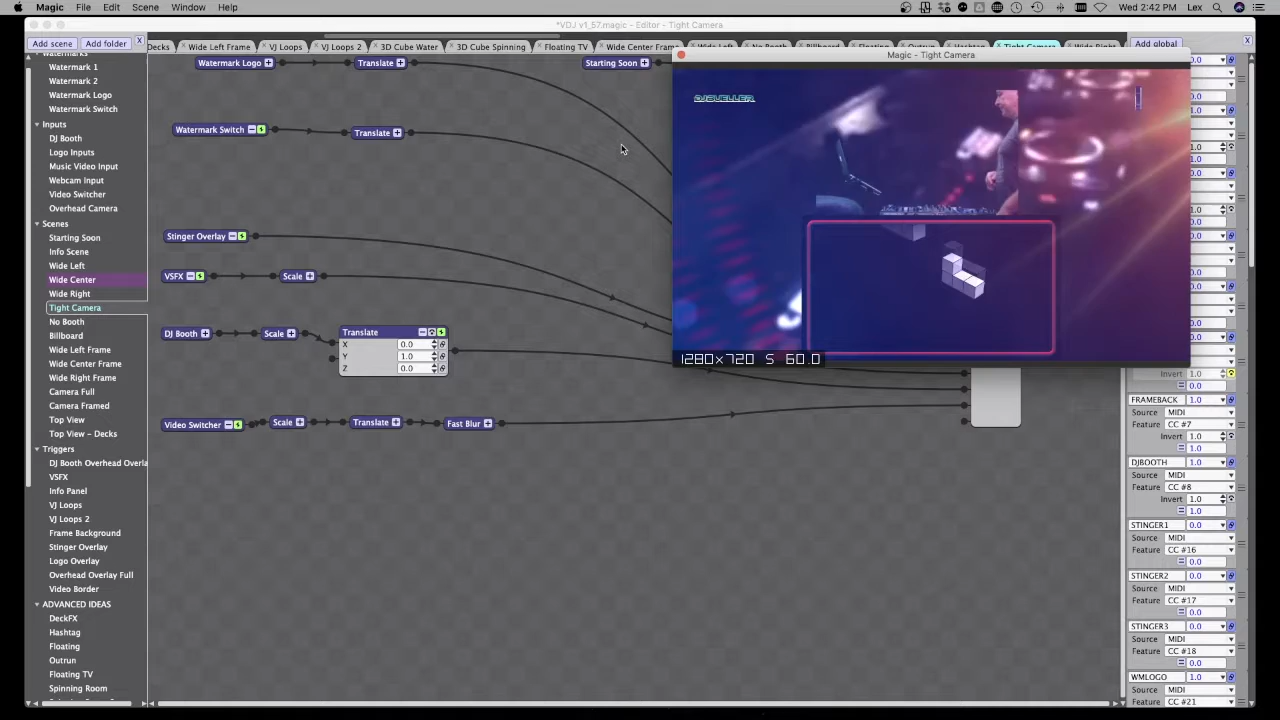 Magic File Edit Scene Window Help
Wed 2:42 PM Lex
*VDJ v1_57.magic - Editor - Tight Camera
Add scene Add folder
Decks Wide Left Frame VJ Loops VJ Loops 2 3D Cube Water 3D Cube Spinning Floating TV Wide Center Frame Wide Left No Booth Billboard Floating Outrun Hashtag Tight Camera Wide Right
Add global
Watermarks
Watermark 1
Watermark 2
Watermark Logo
Watermark Switch
Inputs
DJ Booth
Logo Inputs
Music Video Input
Webcam Input
Video Switcher
Overhead Camera
Scenes
Starting Soon
Info Scene
Wide Left
Wide Center
Wide Right
Tight Camera
No Booth
Billboard
Wide Left Frame
Wide Center Frame
Wide Right Frame
Camera Full
Camera Framed
Top View
Top View - Decks
Triggers
DJ Booth Overhead Overla
VSFX
Info Panel
VJ Loops
VJ Loops 2
Frame Background
Stinger Overlay
Logo Overlay
Overhead Overlay Full
Video Border
ADVANCED IDEAS
DeckFX
Hashtag
Floating
Outrun
Floating TV
Spinning Room
Watermark Logo Translate Starting Soon
Watermark Switch Translate
Stinger Overlay
VSFX Scale
DJ Booth Scale Translate
X 0.0
Y 1.0
Z 0.0
Video Switcher Scale Translate Fast Blur
Magic - Tight Camera
1280x720 S 60.0
Invert 1.0
0.0
FRAMEBACK 1.0
Source MIDI
Feature CC #7
Invert 1.0
= 1.0
DJBOOTH 1.0
Source MIDI
Feature CC #8
Invert 1.0
= 1.0
STINGER1 0.0
Source MIDI
Feature CC #16
= 0.0
STINGER2 0.0
Source MIDI
Feature CC #17
= 0.0
STINGER3 0.0
Source MIDI
Feature CC #18
= 0.0
WMLOGO 1.0
Source MIDI
Feature CC #21